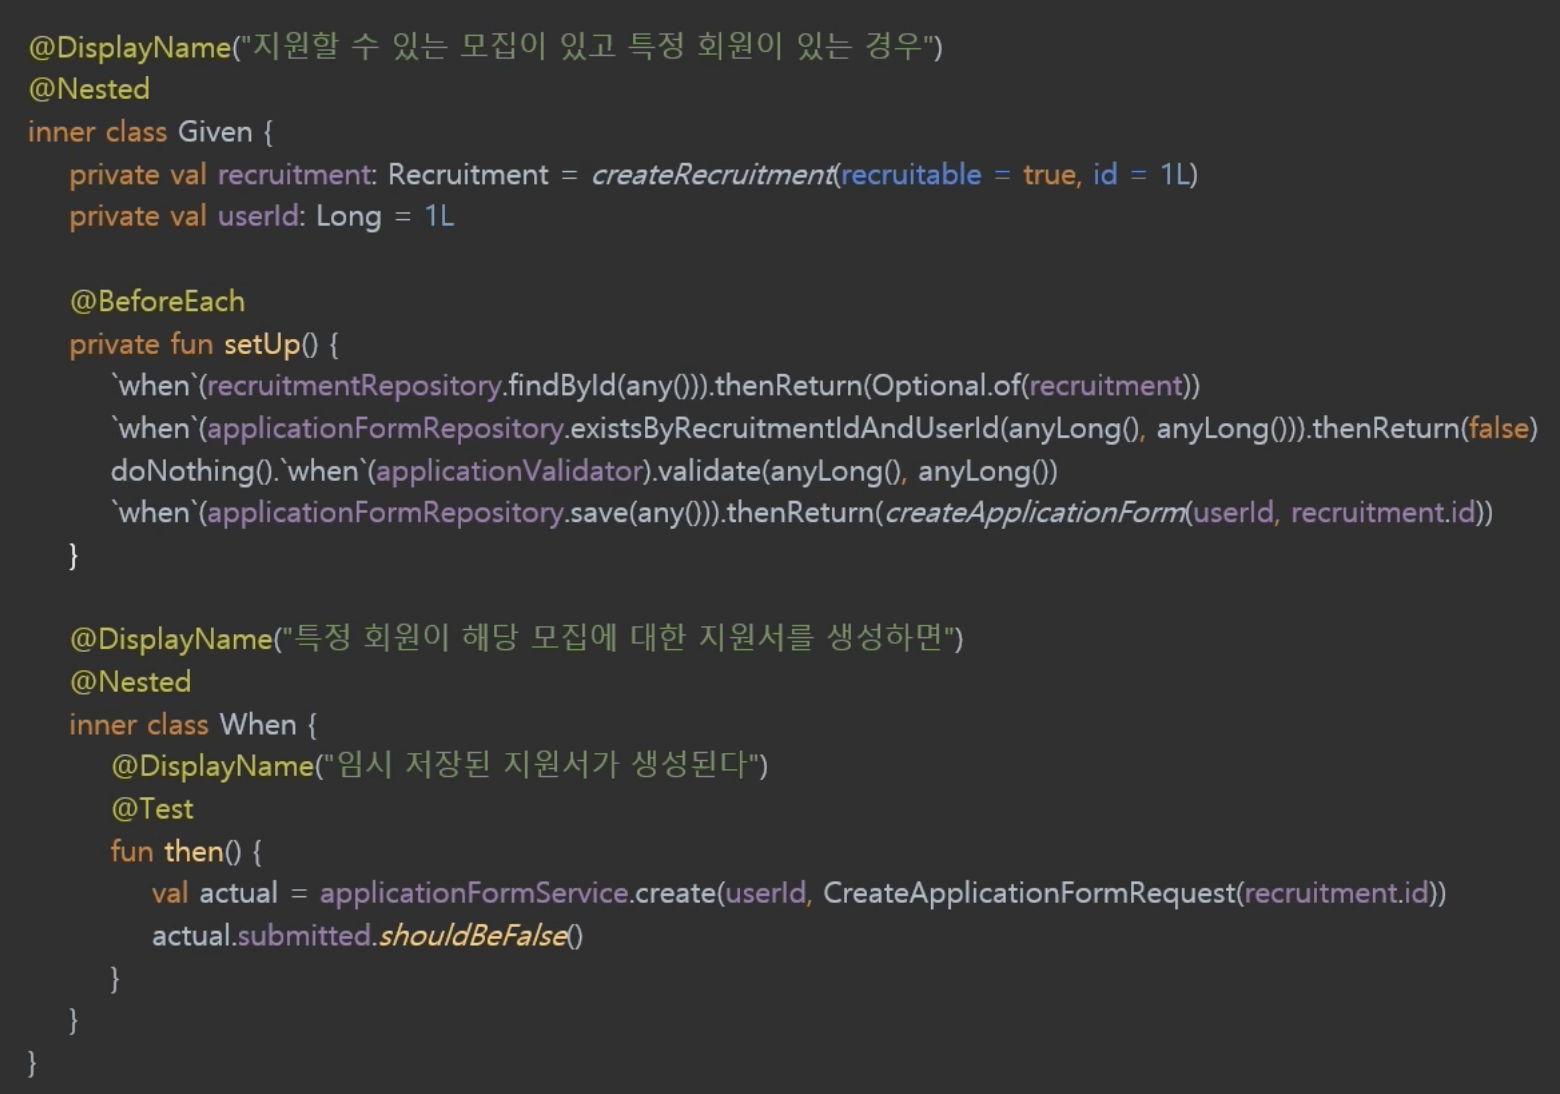 @DisplayName("지원할 수 있는 모집이 있고 특정 회원이 있는 경우")
@Nested
inner class Given {
private val recruitment: Recruitment = createRecruitment(recruitable = true, id = 1L)
private val userId: Long = 1L
@BeforeEach
private fun setUp() {
`when`(recruitmentRepository.findById(any())).thenReturn(Optional.of(recruitment))
`when`(applicationFormRepository.existsByRecruitmentIdAndUserId(anyLong(), anyLong())).thenReturn(false)
doNothing().`when`(applicationValidator).validate(anyLong(), anyLong())
`when`(applicationFormRepository.save(any())).thenReturn(createApplicationForm(userId, recruitment.id))
}
@DisplayName("특정 회원이 해당 모집에 대한 지원서를 생성하면")
@Nested
inner class When {
@DisplayName("임시 저장된 지원서가 생성된다")
@Test
fun then() {
val actual = applicationFormService.create(userId, CreateApplicationFormRequest(recruitment.id))
actual.submitted.shouldBeFalse()
}
}
}